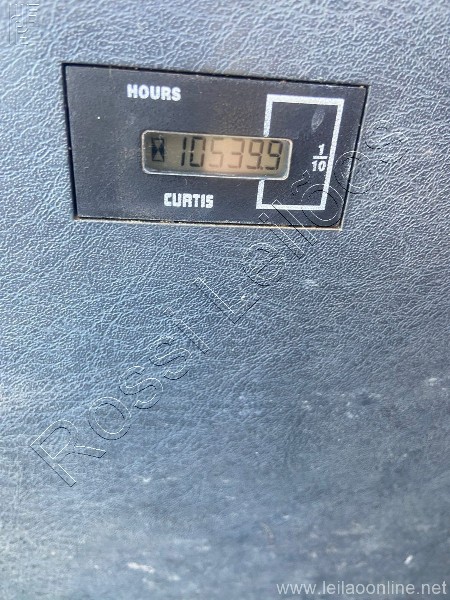 HOURS
10539.9
1/10
CURTIS
Rossi Leilões
www.leilaoonline.net